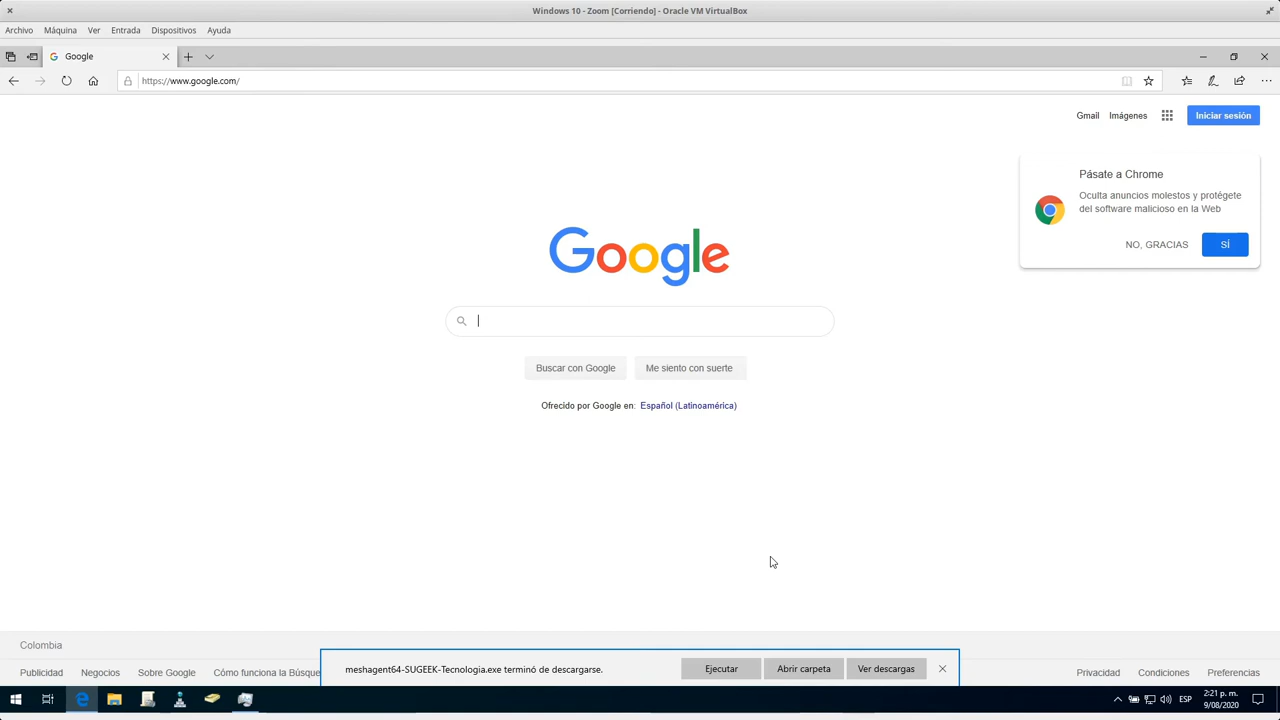 Windows 10 - Zoom [Corriendo] - Oracle VM VirtualBox
Archivo Máquina Ver Entrada Dispositivos Ayuda
Google
https://www.google.com/
Gmail Imágenes Iniciar sesión
Pásate a Chrome
Oculta anuncios molestos y protégete
del software malicioso en la Web
NO, GRACIAS SÍ
Google
Buscar con Google Me siento con suerte
Ofrecido por Google en: Español (Latinoamérica)
Colombia
Publicidad Negocios Sobre Google Cómo funciona la Búsque
meshagent64-SUGEEK-Tecnologia.exe terminó de descargarse. Ejecutar Abrir carpeta Ver descargas
Privacidad Condiciones Preferencias
ESP
2:21 p. m.
9/08/2020